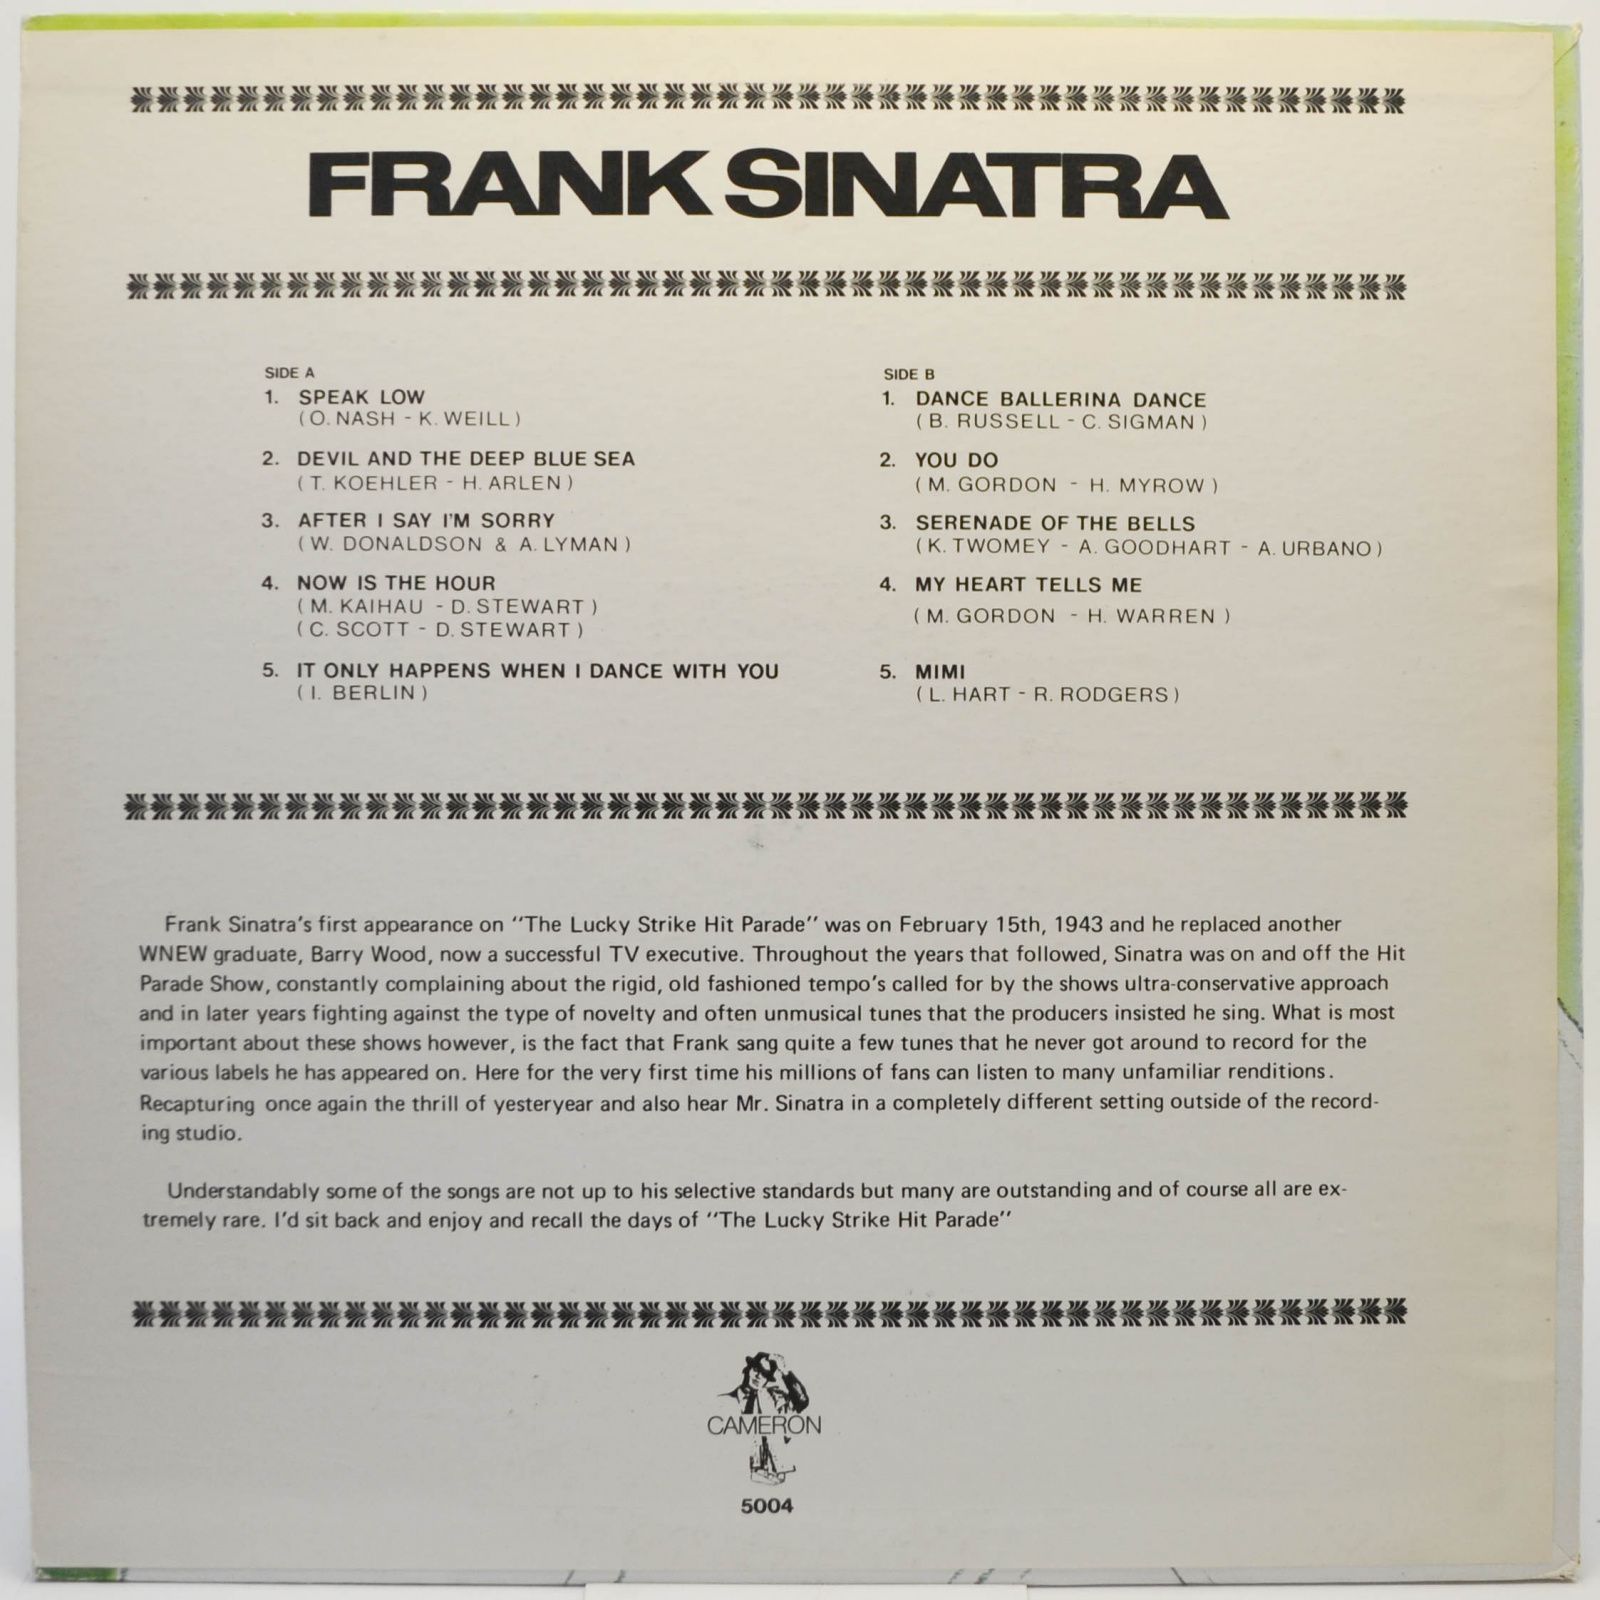 FRANK SINATRA
SIDE A
1. SPEAK LOW
( O. NASH - K. WEILL )
2. DEVIL AND THE DEEP BLUE SEA
( T. KOEHLER - H. ARLEN )
3. AFTER I SAY I'M SORRY
( W. DONALDSON & A. LYMAN )
4. NOW IS THE HOUR
( M. KAIHAU - D. STEWART )
( C. SCOTT - D. STEWART )
5. IT ONLY HAPPENS WHEN I DANCE WITH YOU
( I. BERLIN )
SIDE B
1. DANCE BALLERINA DANCE
( B. RUSSELL - C. SIGMAN )
2. YOU DO
( M. GORDON - H. MYROW )
3. SERENADE OF THE BELLS
( K. TWOMEY - A. GOODHART - A. URBANO )
4. MY HEART TELLS ME
( M. GORDON - H. WARREN )
5. MIMI
( L. HART - R. RODGERS )
Frank Sinatra's first appearance on "The Lucky Strike Hit Parade" was on February 15th, 1943 and he replaced another
WNEW graduate, Barry Wood, now a successful TV executive. Throughout the years that followed, Sinatra was on and off the Hit
Parade Show, constantly complaining about the rigid, old fashioned tempo's called for by the shows ultra-conservative approach
and in later years fighting against the type of novelty and often unmusical tunes that the producers insisted he sing. What is most
important about these shows however, is the fact that Frank sang quite a few tunes that he never got around to record for the
various labels he has appeared on. Here for the very first time his millions of fans can listen to many unfamiliar renditions.
Recapturing once again the thrill of yesteryear and also hear Mr. Sinatra in a completely different setting outside of the record-
ing studio.
Understandably some of the songs are not up to his selective standards but many are outstanding and of course all are ex-
tremely rare. I'd sit back and enjoy and recall the days of "The Lucky Strike Hit Parade"
CAMERON
5004